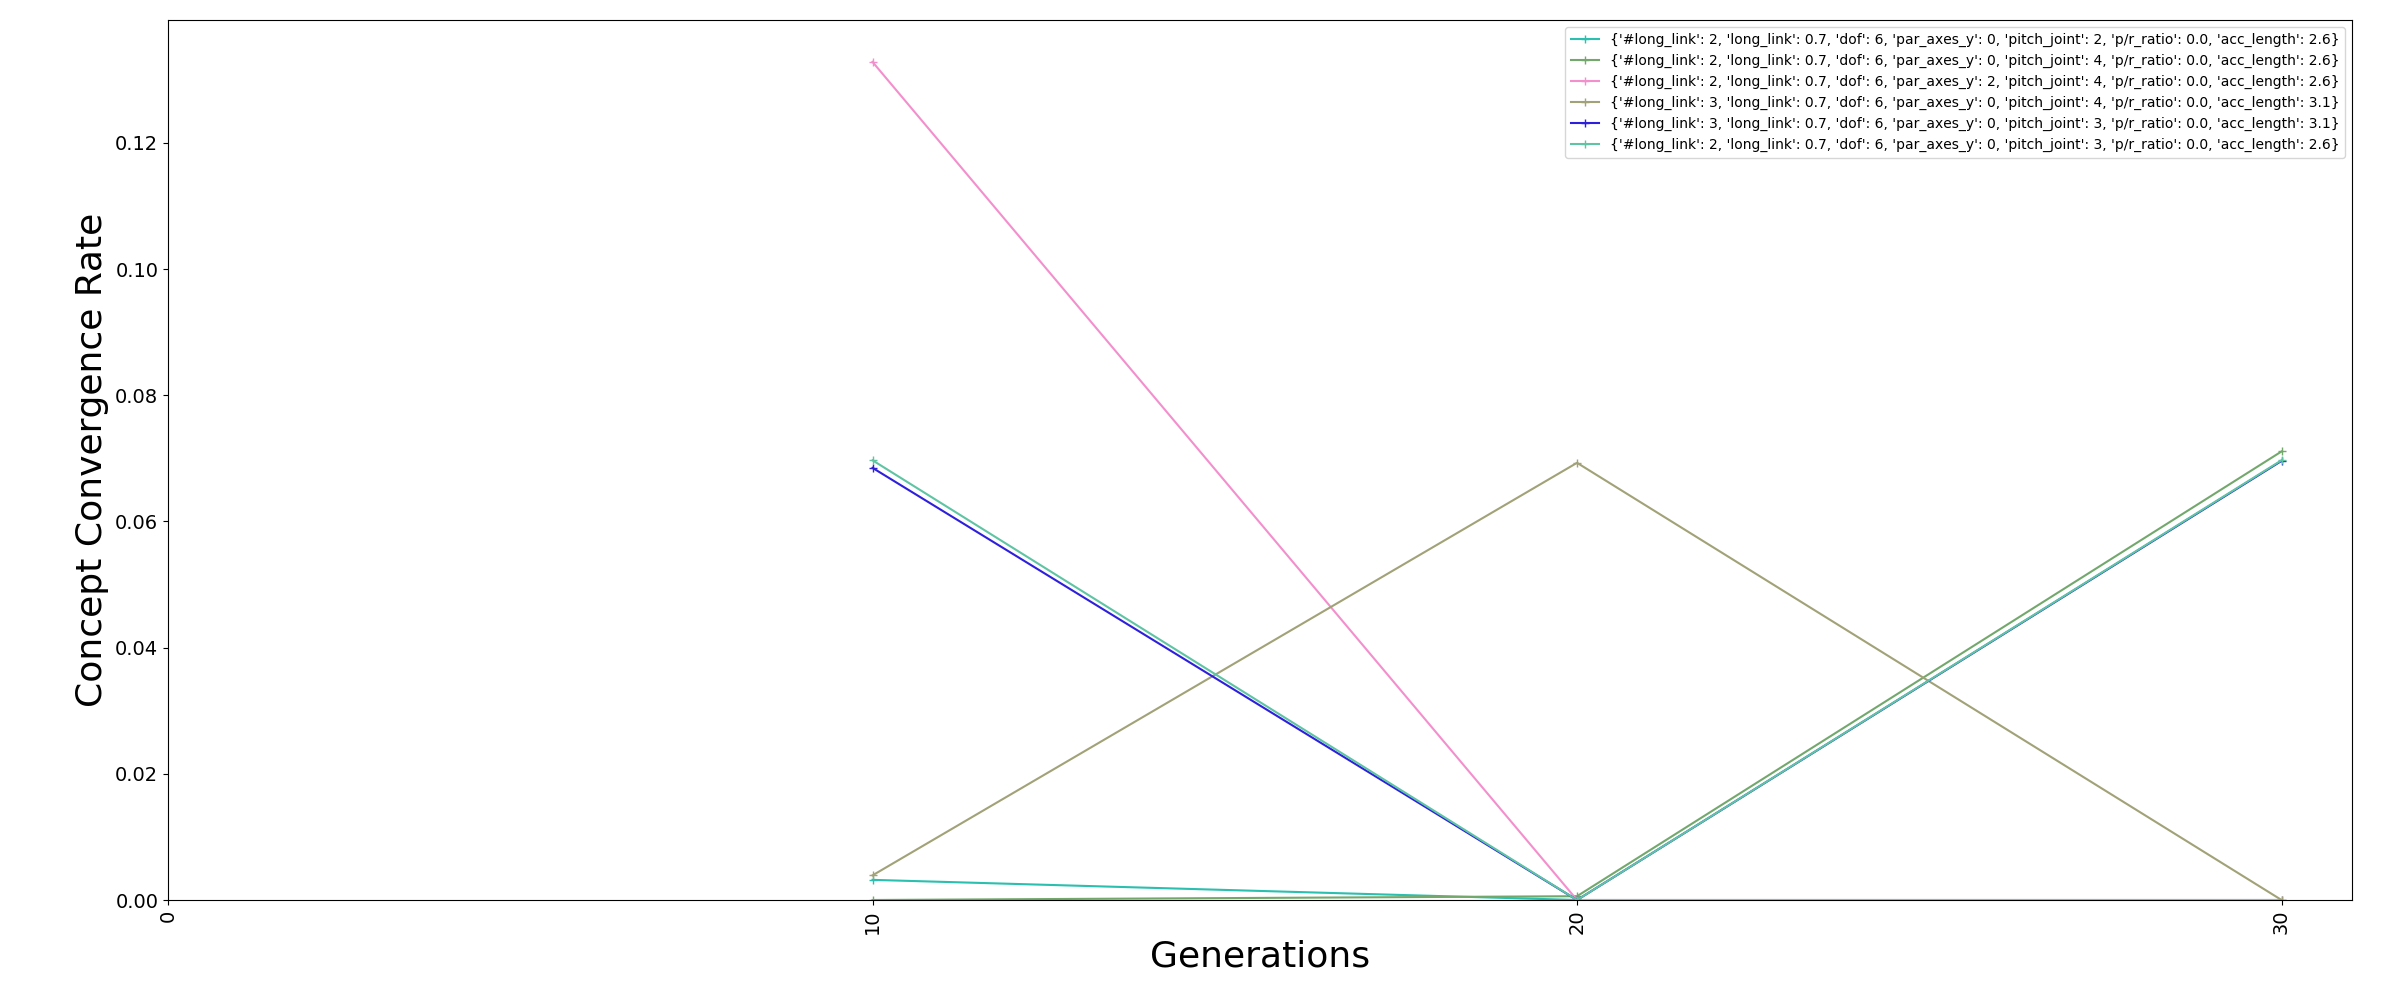 {'#long_link': 2, 'long_link': 0.7, 'dof': 6, 'par_axes_y': 0, 'pitch_joint': 2, 'p/r_ratio': 0.0, 'acc_length': 2.6}
{'#long_link': 2, 'long_link': 0.7, 'dof': 6, 'par_axes_y': 0, 'pitch_joint': 4, 'p/r_ratio': 0.0, 'acc_length': 2.6}
{'#long_link': 2, 'long_link': 0.7, 'dof': 6, 'par_axes_y': 2, 'pitch_joint': 4, 'p/r_ratio': 0.0, 'acc_length': 2.6}
{'#long_link': 3, 'long_link': 0.7, 'dof': 6, 'par_axes_y': 0, 'pitch_joint': 4, 'p/r_ratio': 0.0, 'acc_length': 3.1}
{'#long_link': 3, 'long_link': 0.7, 'dof': 6, 'par_axes_y': 0, 'pitch_joint': 3, 'p/r_ratio': 0.0, 'acc_length': 3.1}
{'#long_link': 2, 'long_link': 0.7, 'dof': 6, 'par_axes_y': 0, 'pitch_joint': 3, 'p/r_ratio': 0.0, 'acc_length': 2.6}
Concept Convergence Rate
0.12
0.10
0.08
0.06
0.04
0.02
0.00
0
10
20
30
Generations